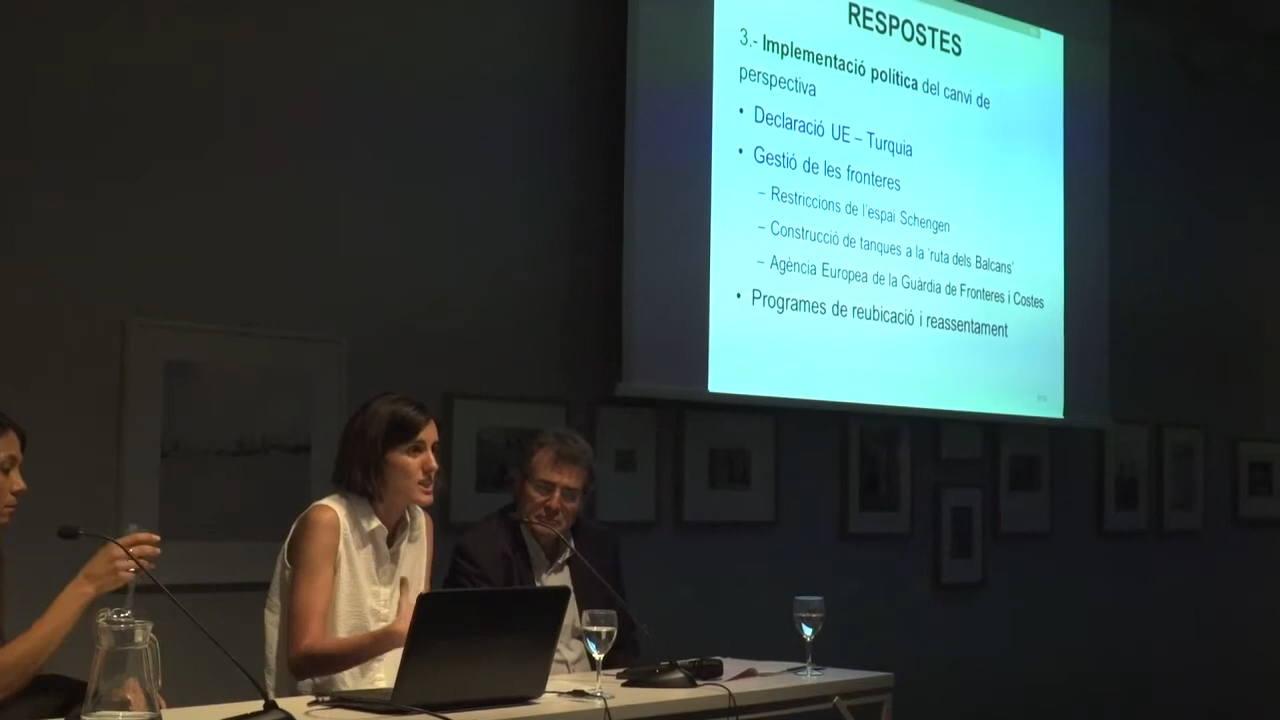 RESPOSTES
3.- Implementació política del canvi de
perspectiva
• Declaració UE – Turquia
• Gestió de les fronteres
– Restriccions de l'espai Schengen
– Construcció de tanques a la 'ruta dels Balcans'
– Agència Europea de la Guàrdia de Fronteres i Costes
• Programes de reubicació i reassentament